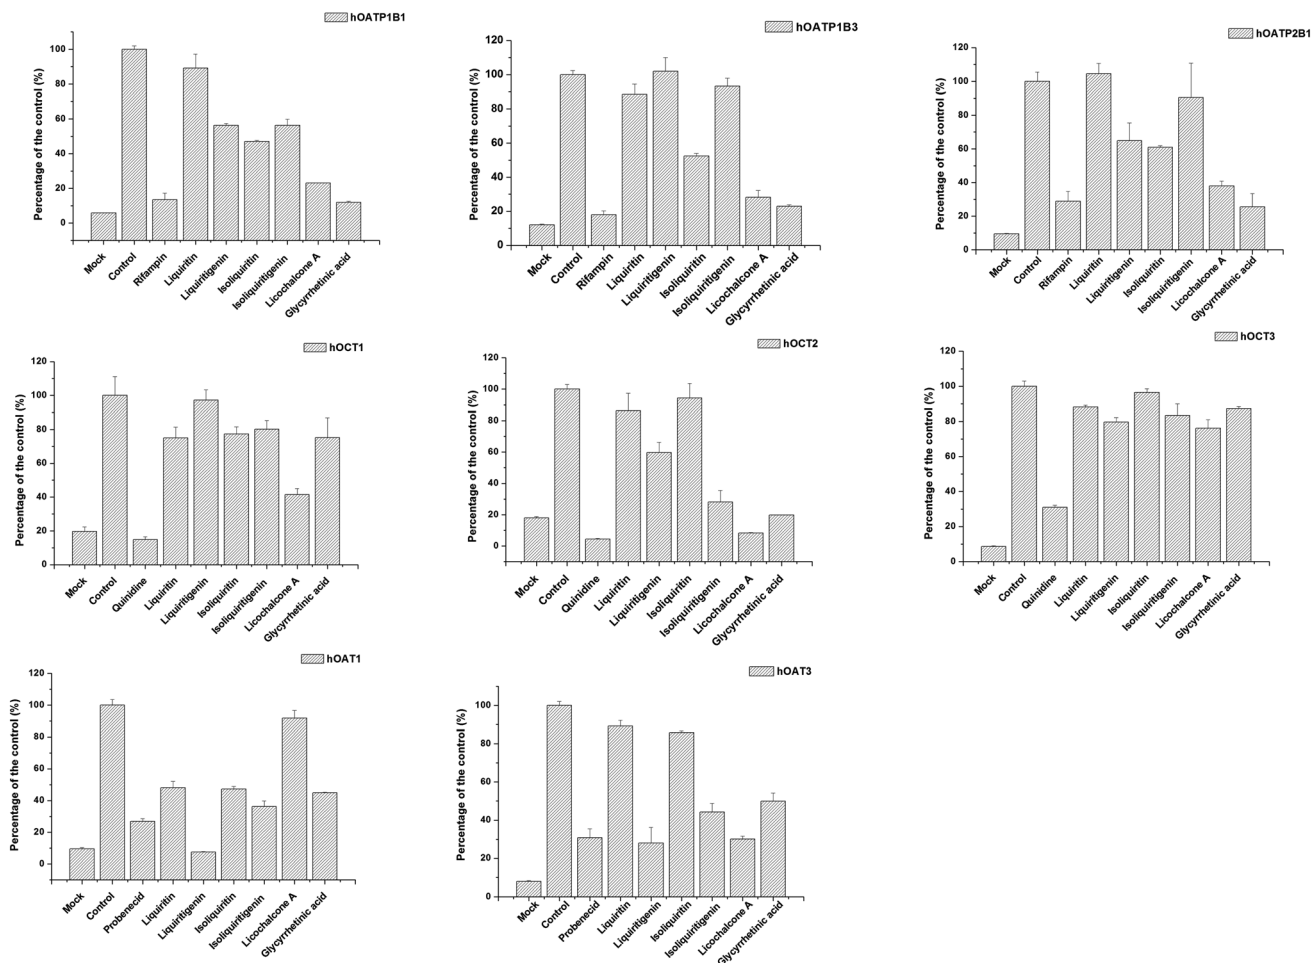 hOATP1B1
Percentage of the control (%)
100
80
60
40
20
0
Mock
Control
Rifampin
Liquiritin
Liquiritigenin
Isoliquiritin
Isoliquiritigenin
Licochalcone A
Glycyrrhetinic acid
hOATP1B3
Percentage of the control (%)
120
100
80
60
40
20
0
Mock
Control
Rifampin
Liquiritin
Liquiritigenin
Isoliquiritin
Isoliquiritigenin
Licochalcone A
Glycyrrhetinic acid
hOATP2B1
Percentage of the control (%)
120
100
80
60
40
20
0
Mock
Control
Rifampin
Liquiritin
Liquiritigenin
Isoliquiritin
Isoliquiritigenin
Licochalcone A
Glycyrrhetinic acid
hOCT1
Percentage of the control (%)
120
100
80
60
40
20
0
Mock
Control
Quinidine
Liquiritin
Liquiritigenin
Isoliquiritin
Isoliquiritigenin
Licochalcone A
Glycyrrhetinic acid
hOCT2
Percentage of the control (%)
120
100
80
60
40
20
0
Mock
Control
Quinidine
Liquiritin
Liquiritigenin
Isoliquiritin
Isoliquiritigenin
Licochalcone A
Glycyrrhetinic acid
hOCT3
Percentage of the control (%)
120
100
80
60
40
20
0
Mock
Control
Quinidine
Liquiritin
Liquiritigenin
Isoliquiritin
Isoliquiritigenin
Licochalcone A
Glycyrrhetinic acid
hOAT1
Percentage of the control (%)
120
100
80
60
40
20
0
Mock
Control
Probenecid
Liquiritin
Liquiritigenin
Isoliquiritin
Isoliquiritigenin
Licochalcone A
Glycyrrhetinic acid
hOAT3
Percentage of the control (%)
100
80
60
40
20
0
Mock
Control
Probenecid
Liquiritin
Liquiritigenin
Isoliquiritin
Isoliquiritigenin
Licochalcone A
Glycyrrhetinic acid